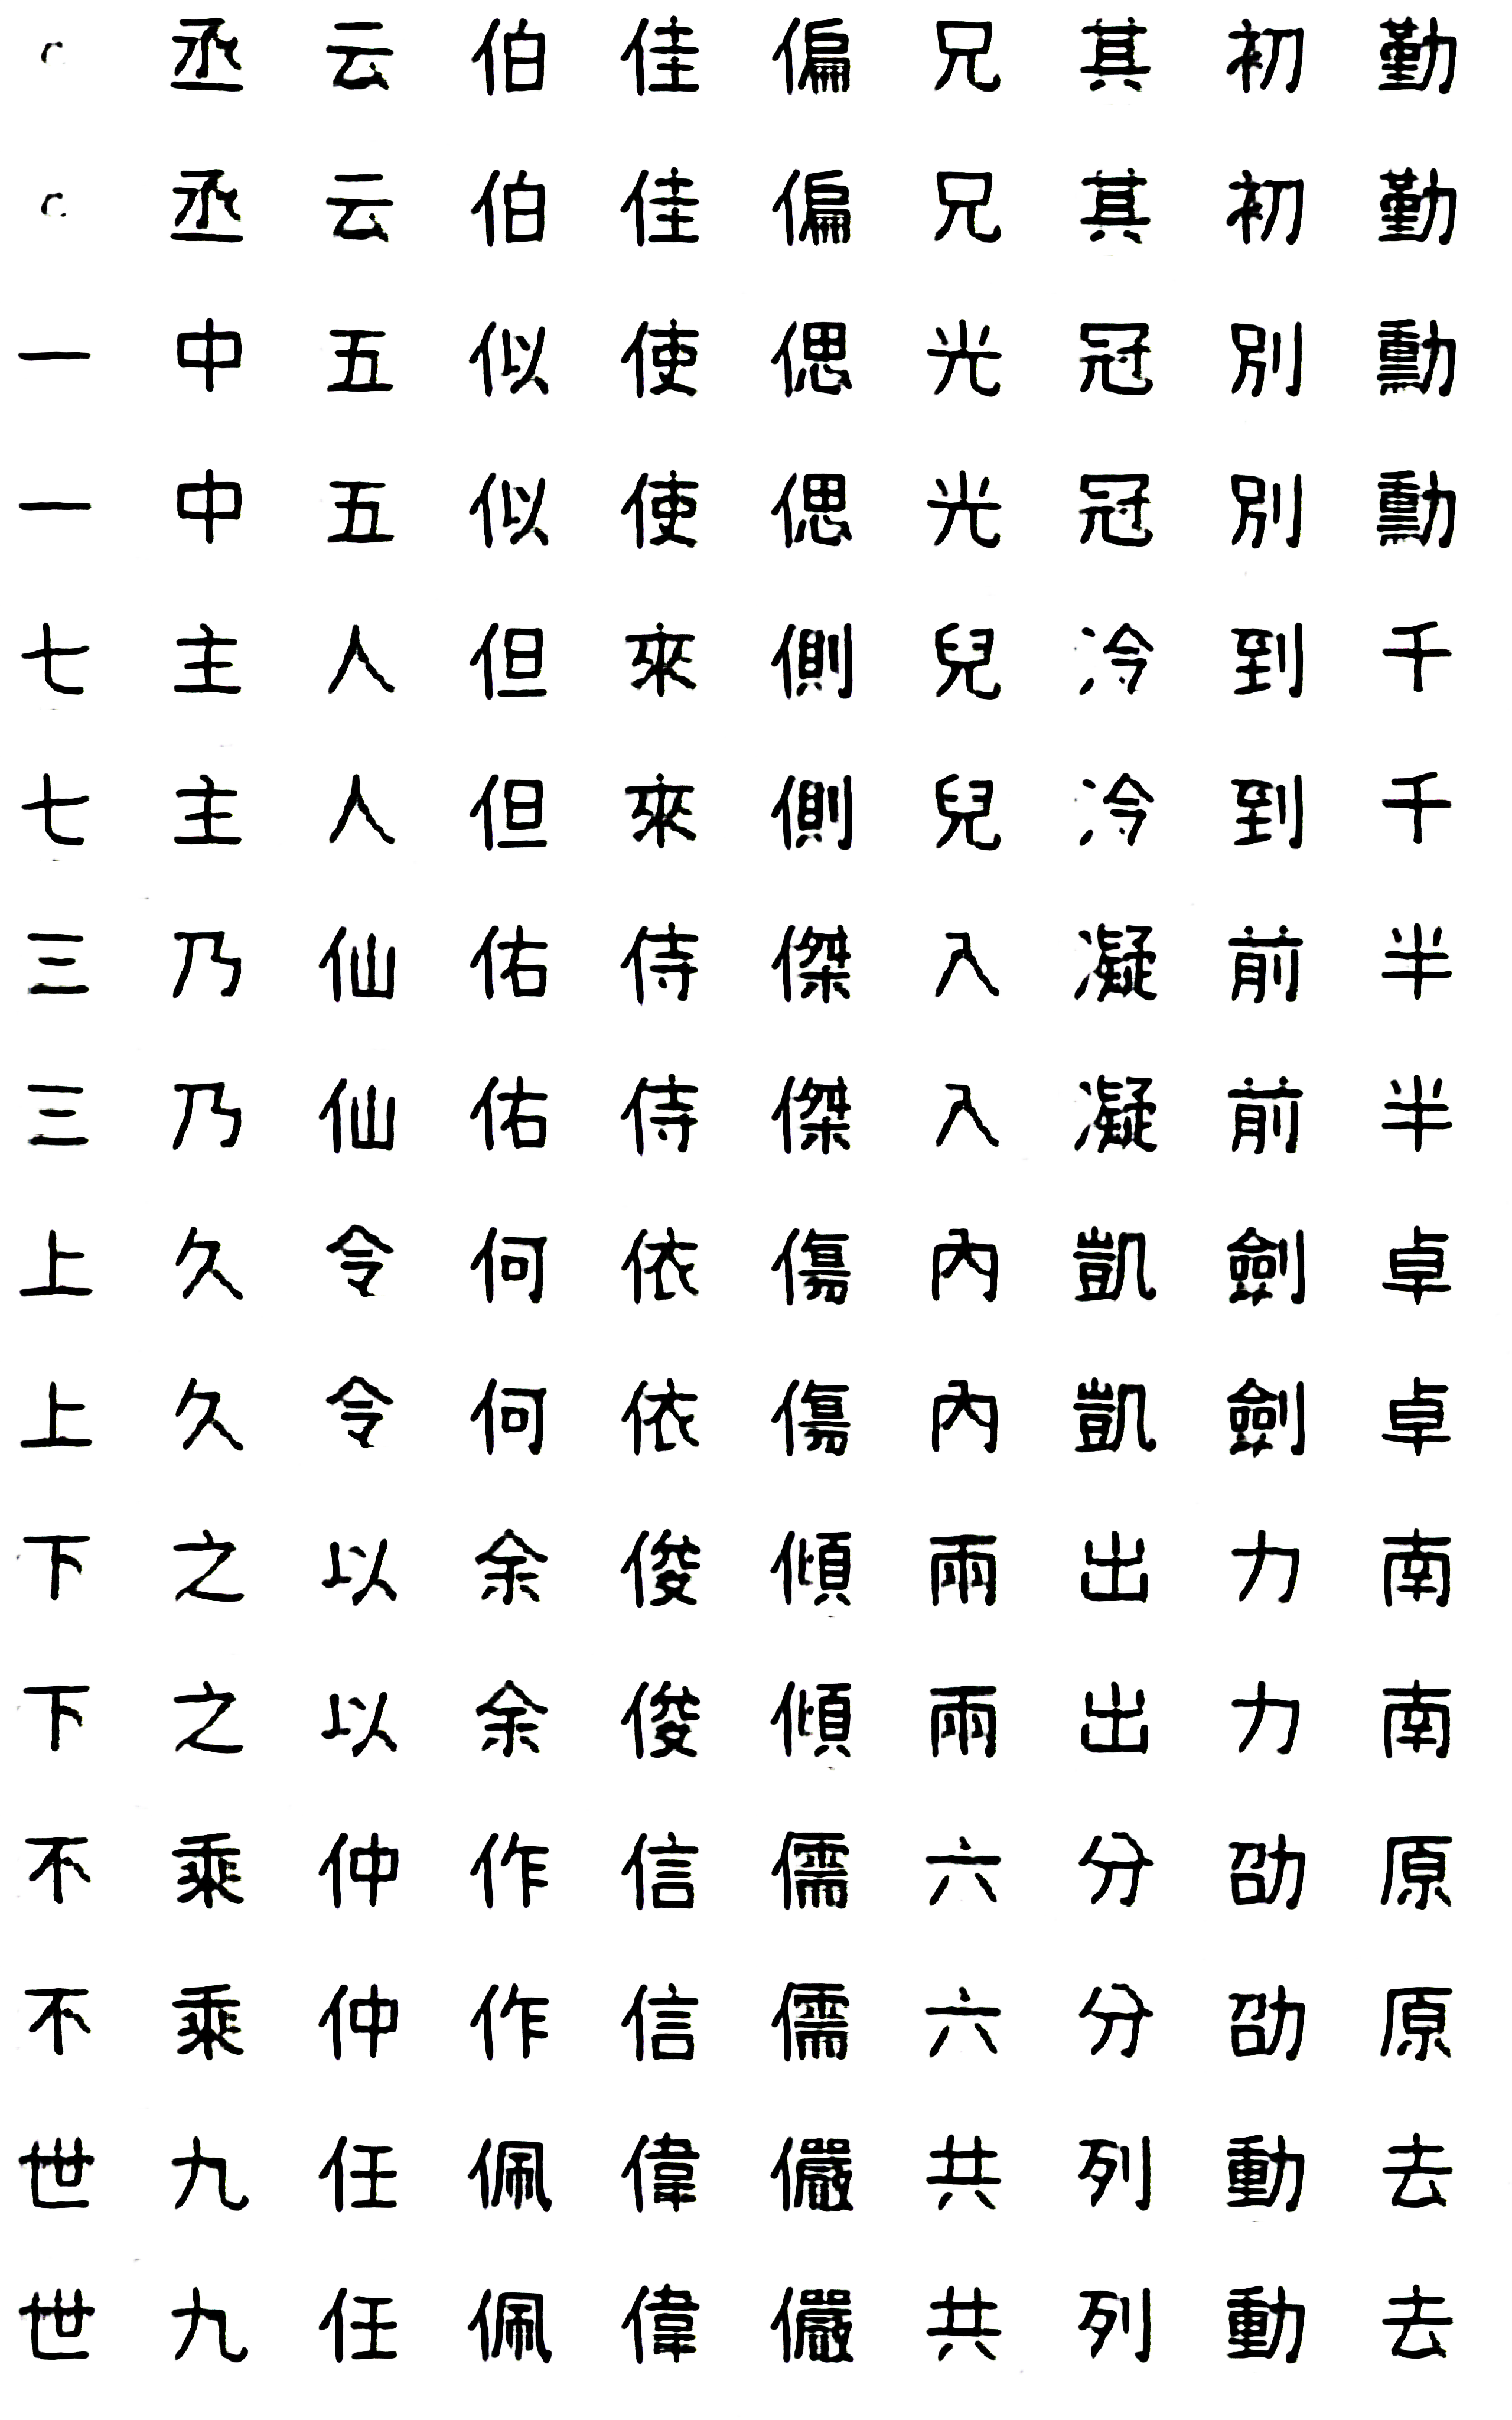 丞 云 伯 佳 偏 兄 其 初 勤
丞 云 伯 佳 偏 兄 其 初 勤
一 中 五 似 使 偲 光 冠 別 勳
一 中 五 似 使 偲 光 冠 別 勳
七 主 人 但 來 側 兒 冷 到 千
七 主 人 但 來 側 兒 冷 到 千
三 乃 仙 佑 侍 傑 入 凝 前 半
三 乃 仙 佑 侍 傑 入 凝 前 半
上 久 令 何 依 傷 內 凱 劍 卓
上 久 令 何 依 傷 內 凱 劍 卓
下 之 以 余 俊 傾 兩 出 力 南
下 之 以 余 俊 傾 兩 出 力 南
不 乘 仲 作 信 儒 六 分 劭 原
不 乘 仲 作 信 儒 六 分 劭 原
世 九 任 佩 偉 儼 共 列 動 去
世 九 任 佩 偉 儼 共 列 動 去